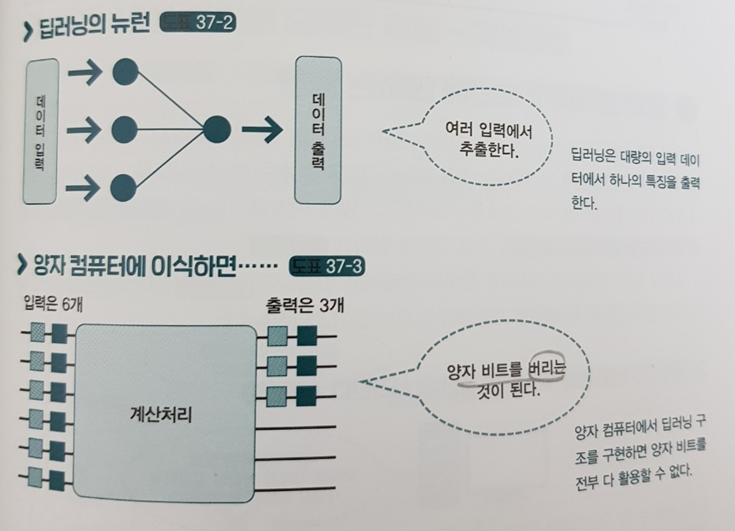 딥러닝의 뉴런 도표 37-2
데이터 입력
데이터 출력
여러 입력에서
추출한다.
딥러닝은 대량의 입력 데이
터에서 하나의 특징을 출력
한다.
양자 컴퓨터에 이식하면…… 도표 37-3
입력은 6개
출력은 3개
계산처리
양자 비트를 버리는
것이 된다.
양자 컴퓨터에서 딥러닝 구
조를 구현하면 양자 비트를
전부 다 활용할 수 없다.